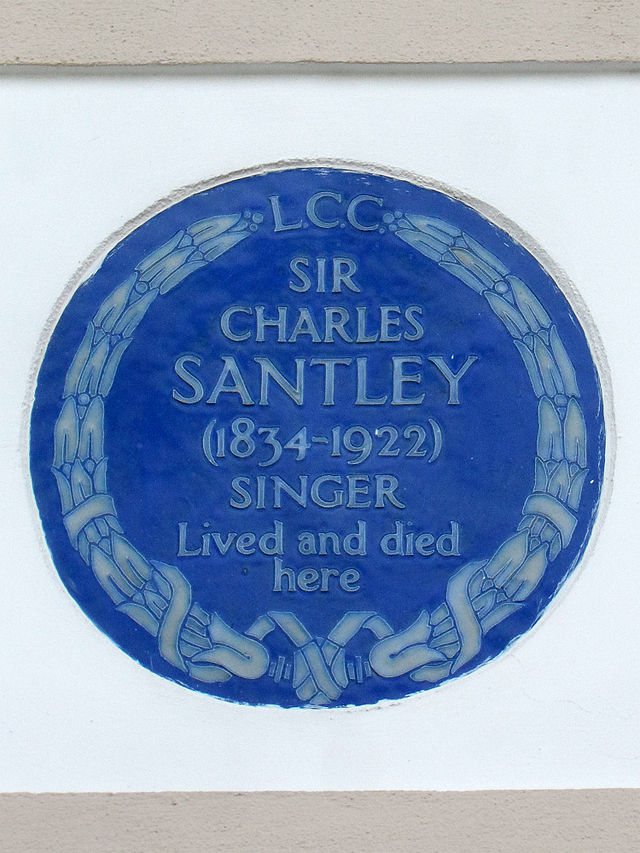 L.C.C.
SIR
CHARLES
SANTLEY
(1834-1922)
SINGER
Lived and died
here